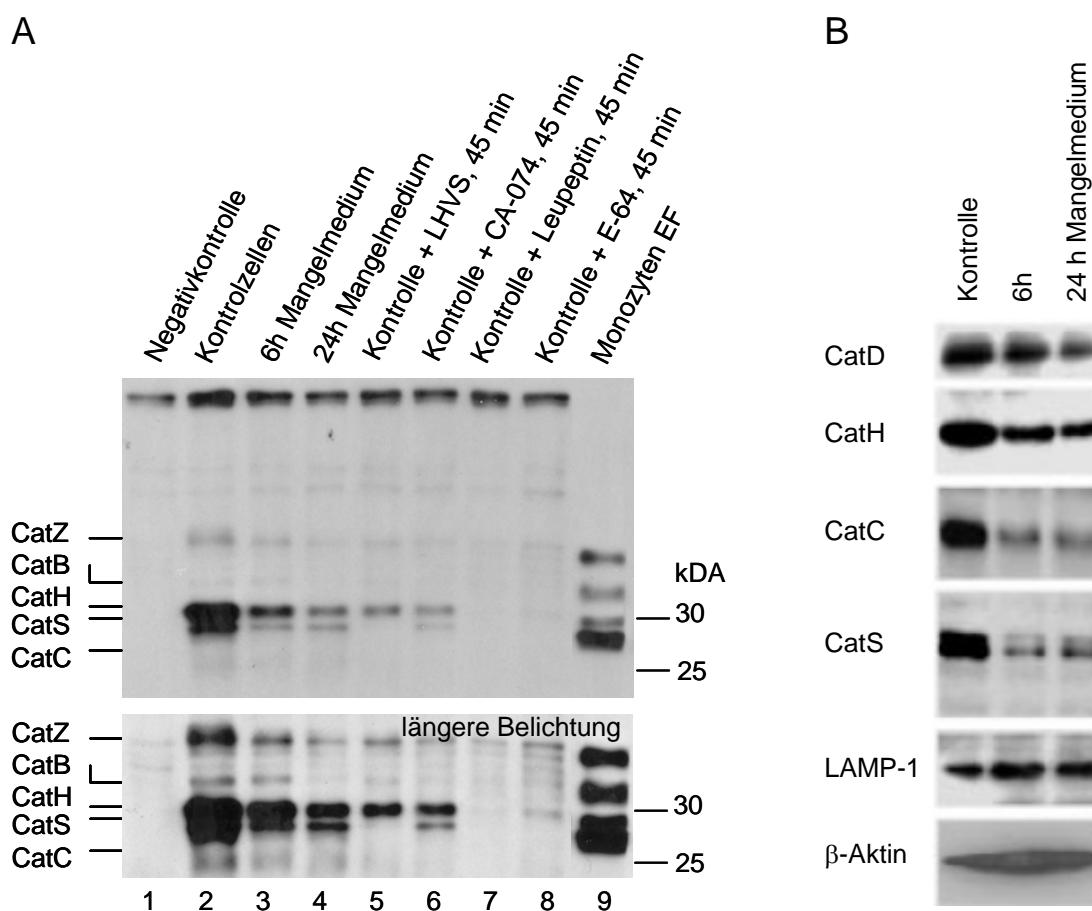 A
Negativkontrolle
Kontrolzellen
6h Mangelmedium
24h Mangelmedium
Kontrolle + LHVS, 45 min
Kontrolle + CA-074, 45 min
Kontrolle + Leupeptin, 45 min
Kontrolle + E-64, 45 min
Monozyten EF
CatZ
CatB
CatH
CatS
CatC
kDA
30
25
längere Belichtung
CatZ
CatB
CatH
CatS
CatC
30
25
1 2 3 4 5 6 7 8 9
B
Kontrolle
6h
24 h Mangelmedium
CatD
CatH
CatC
CatS
LAMP-1
β-Aktin